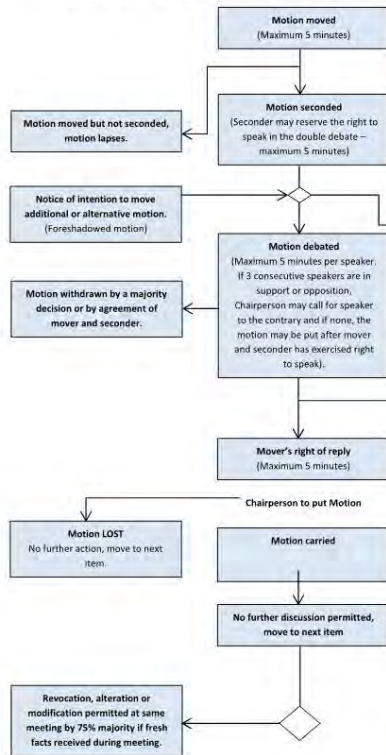 Motion moved
(Maximum 5 minutes)
Motion moved but not seconded,
motion lapses.
Motion seconded
(Seconder may reserve the right to
speak in the double debate –
maximum 5 minutes)
Notice of intention to move
additional or alternative motion.
(Foreshadowed motion)
Motion debated
(Maximum 5 minutes per speaker.
If 3 consecutive speakers are in
support or opposition,
Chairperson may call for speaker
to the contrary and if none, the
motion may be put after mover
and seconder has exercised right
to speak).
Motion withdrawn by a majority
decision or by agreement of
mover and seconder.
Mover's right of reply
(Maximum 5 minutes)
Chairperson to put Motion
Motion LOST
No further action, move to next
item.
Motion carried
No further discussion permitted,
move to next item
Revocation, alteration or
modification permitted at same
meeting by 75% majority if fresh
facts received during meeting.